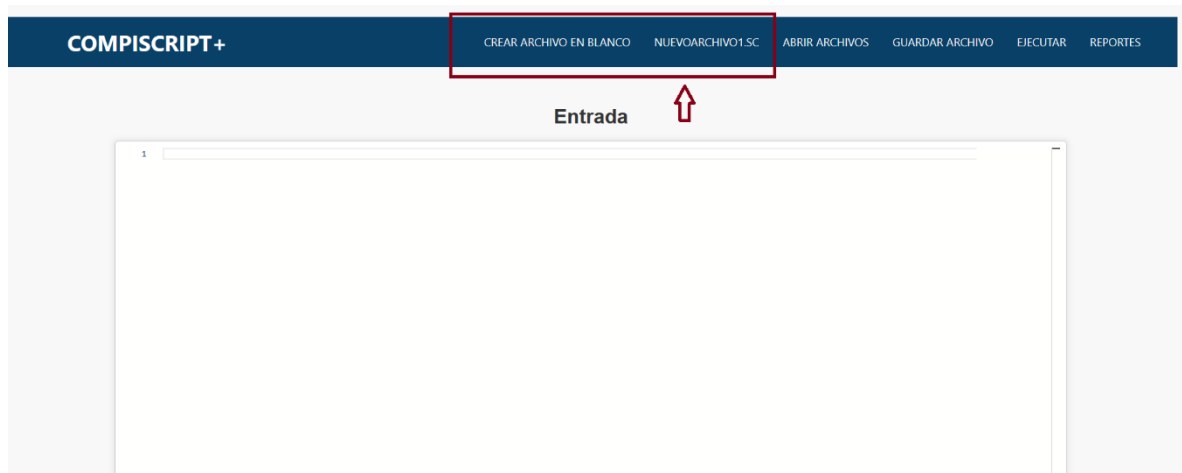 COMPISCRIPT+ CREAR ARCHIVO EN BLANCO NUEVOARCHIVO1.SC ABRIR ARCHIVOS GUARDAR ARCHIVO EJECUTAR REPORTES
Entrada
1